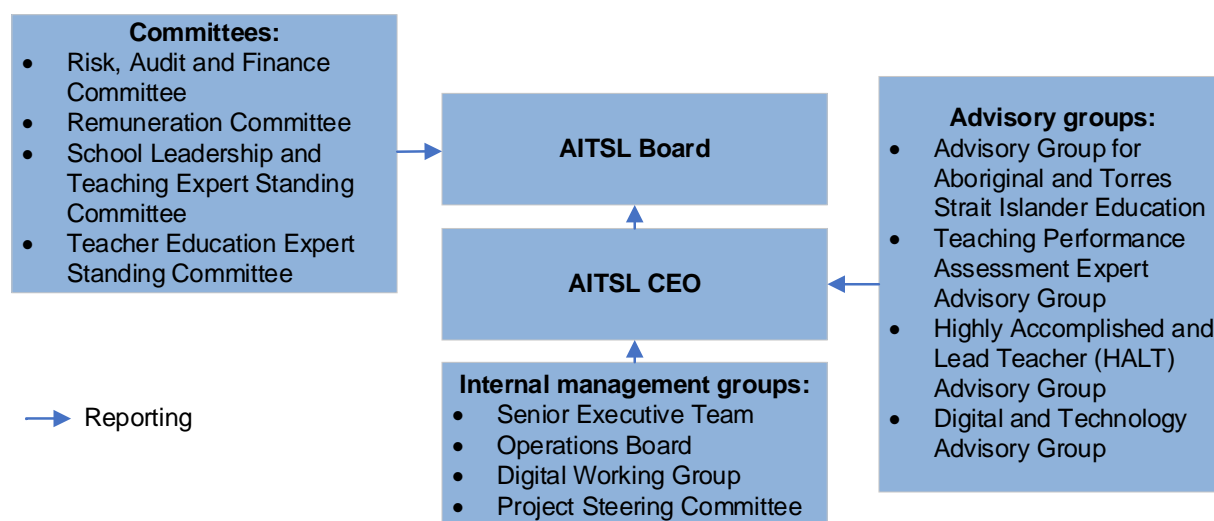 Committees:
• Risk, Audit and Finance
Committee
• Remuneration Committee
• School Leadership and
Teaching Expert Standing
Committee
• Teacher Education Expert
Standing Committee
AITSL Board
AITSL CEO
Advisory groups:
• Advisory Group for
Aboriginal and Torres
Strait Islander Education
• Teaching Performance
Assessment Expert
Advisory Group
• Highly Accomplished and
Lead Teacher (HALT)
Advisory Group
• Digital and Technology
Advisory Group
Internal management groups:
• Senior Executive Team
• Operations Board
• Digital Working Group
• Project Steering Committee
Reporting